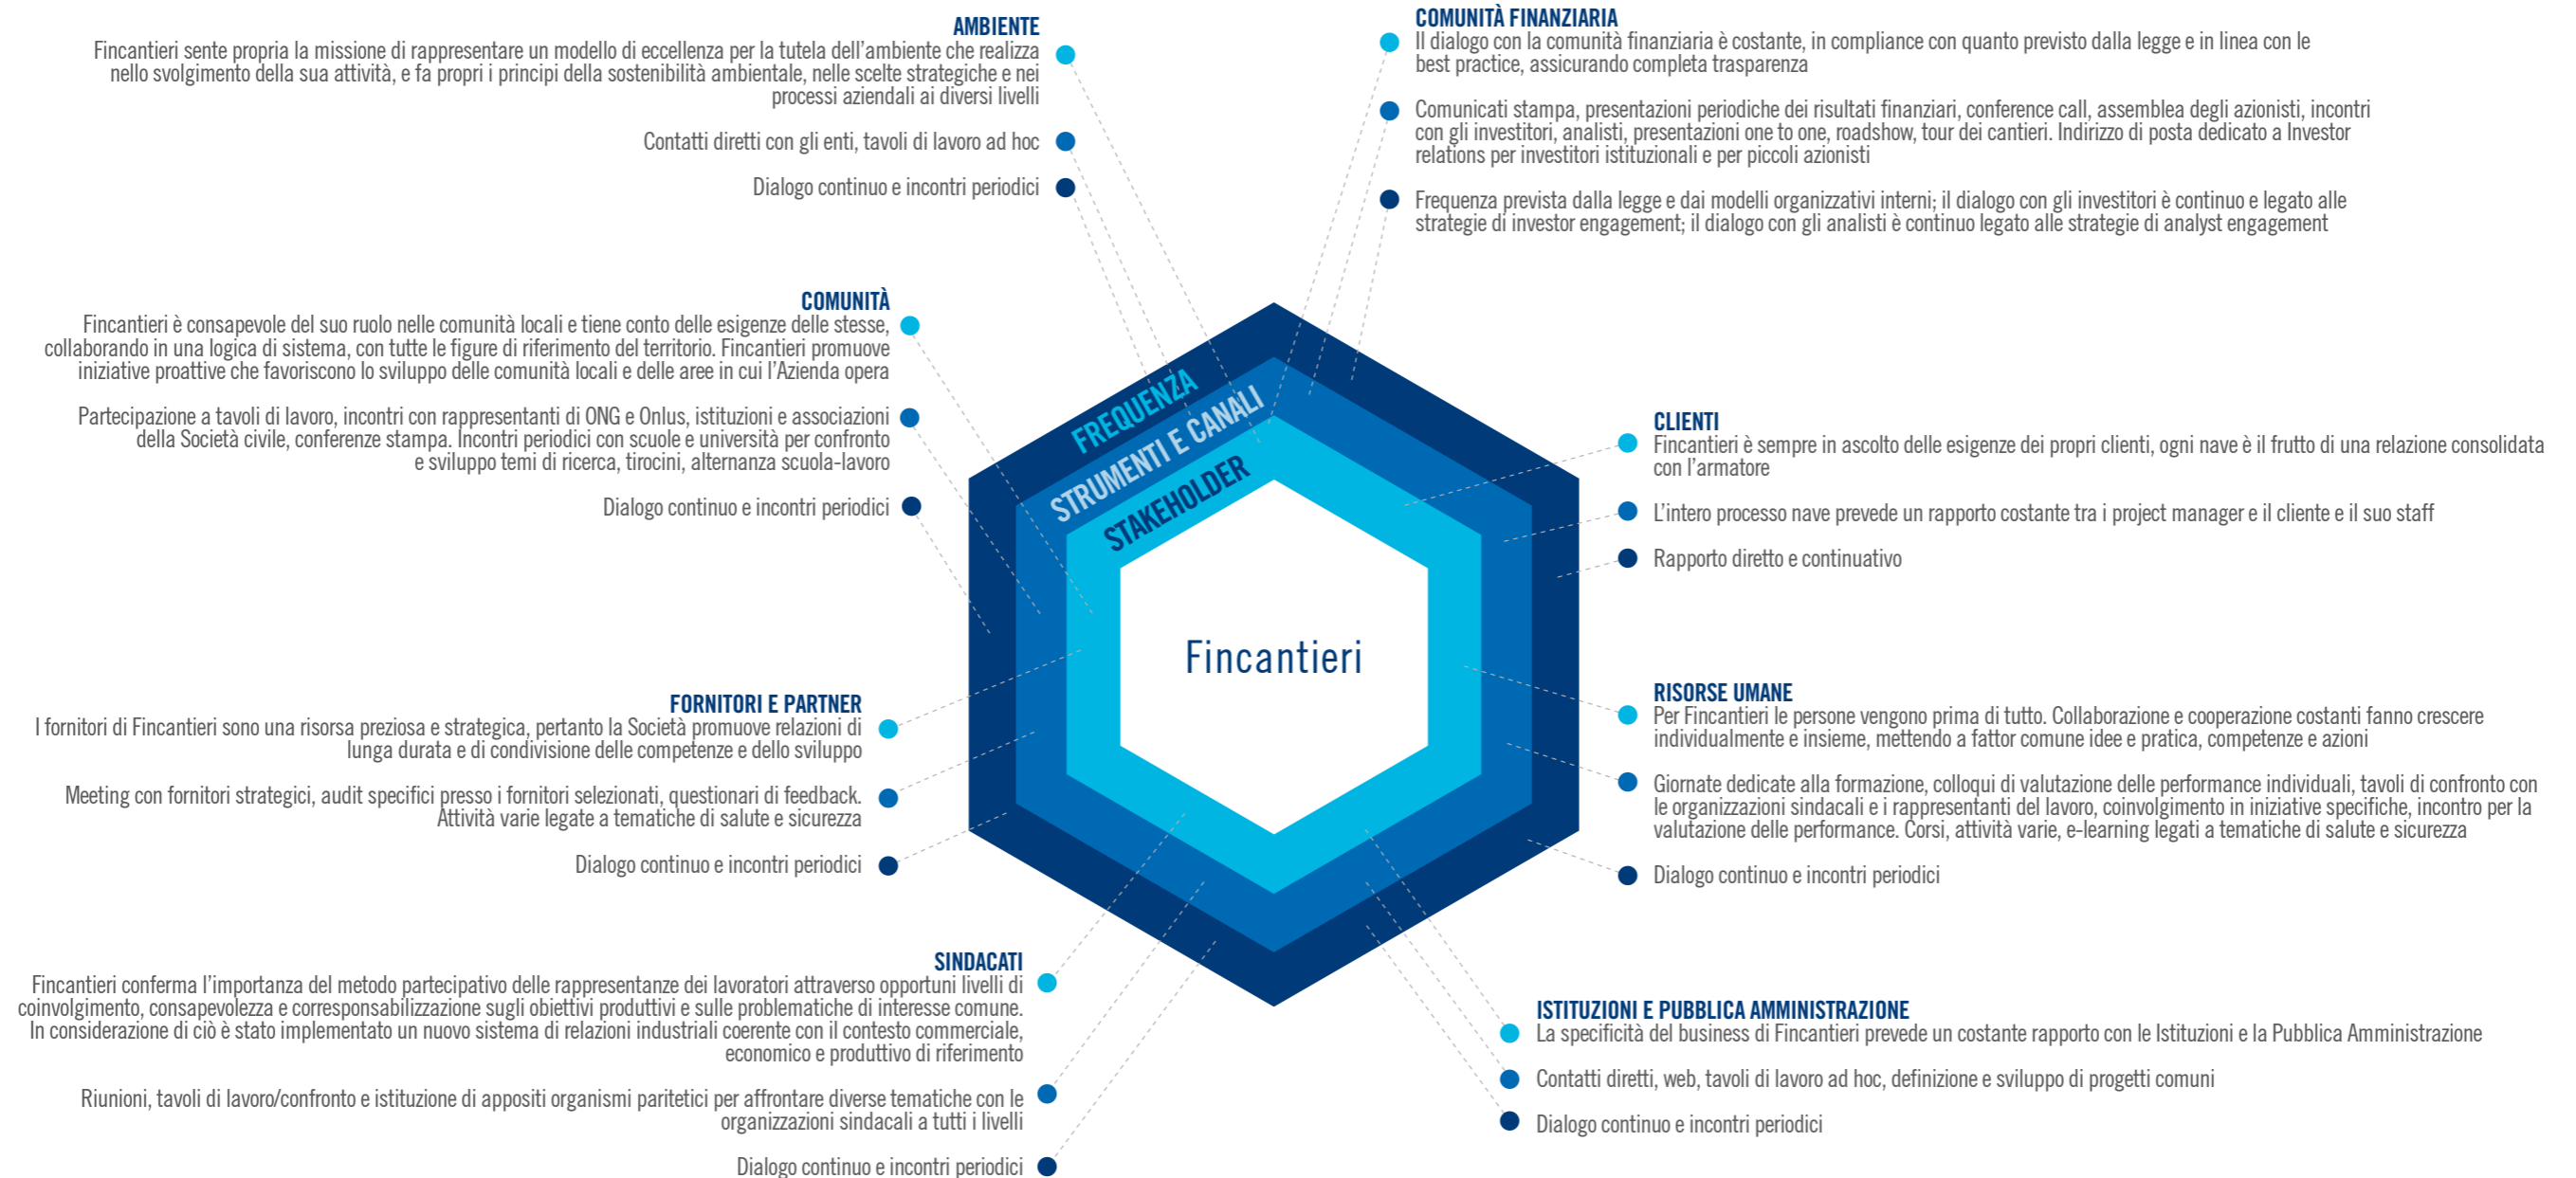 AMBIENTE
Fincantieri sente propria la missione di rappresentare un modello di eccellenza per la tutela dell’ambiente che realizza
nello svolgimento della sua attività, e fa propri i principi della sostenibilità ambientale, nelle scelte strategiche e nei
processi aziendali ai diversi livelli
Contatti diretti con gli enti, tavoli di lavoro ad hoc
Dialogo continuo e incontri periodici
COMUNITÀ FINANZIARIA
Il dialogo con la comunità finanziaria è costante, in compliance con quanto previsto dalla legge e in linea con le
best practice, assicurando completa trasparenza
Comunicati stampa, presentazioni periodiche dei risultati finanziari, conference call, assemblea degli azionisti, incontri
con gli investitori, analisti, presentazioni one to one, roadshow, tour dei cantieri. Indirizzo di posta dedicato a Investor
relations per investitori istituzionali e per piccoli azionisti
Frequenza prevista dalla legge e dai modelli organizzativi interni; il dialogo con gli investitori è continuo e legato alle
strategie di investor engagement; il dialogo con gli analisti è continuo legato alle strategie di analyst engagement
COMUNITÀ
Fincantieri è consapevole del suo ruolo nelle comunità locali e tiene conto delle esigenze delle stesse,
collaborando in una logica di sistema, con tutte le figure di riferimento del territorio. Fincantieri promuove
iniziative proattive che favoriscono lo sviluppo delle comunità locali e delle aree in cui l’Azienda opera
Partecipazione a tavoli di lavoro, incontri con rappresentanti di ONG e Onlus, istituzioni e associazioni
della Società civile, conferenze stampa. Incontri periodici con scuole e università per confronto
e sviluppo temi di ricerca, tirocini, alternanza scuola-lavoro
Dialogo continuo e incontri periodici
FREQUENZA
STRUMENTI E CANALI
STAKEHOLDER
Fincantieri
CLIENTI
Fincantieri è sempre in ascolto delle esigenze dei propri clienti, ogni nave è il frutto di una relazione consolidata
con l’armatore
L’intero processo nave prevede un rapporto costante tra i project manager e il cliente e il suo staff
Rapporto diretto e continuativo
FORNITORI E PARTNER
I fornitori di Fincantieri sono una risorsa preziosa e strategica, pertanto la Società promuove relazioni di
lunga durata e di condivisione delle competenze e dello sviluppo
Meeting con fornitori strategici, audit specifici presso i fornitori selezionati, questionari di feedback.
Attività varie legate a tematiche di salute e sicurezza
Dialogo continuo e incontri periodici
RISORSE UMANE
Per Fincantieri le persone vengono prima di tutto. Collaborazione e cooperazione costanti fanno crescere
individualmente e insieme, mettendo a fattor comune idee e pratica, competenze e azioni
Giornate dedicate alla formazione, colloqui di valutazione delle performance individuali, tavoli di confronto con
le organizzazioni sindacali e i rappresentanti del lavoro, coinvolgimento in iniziative specifiche, incontro per la
valutazione delle performance. Corsi, attività varie, e-learning legati a tematiche di salute e sicurezza
Dialogo continuo e incontri periodici
SINDACATI
Fincantieri conferma l’importanza del metodo partecipativo delle rappresentanze dei lavoratori attraverso opportuni livelli di
coinvolgimento, consapevolezza e corresponsabilizzazione sugli obiettivi produttivi e sulle problematiche di interesse comune.
In considerazione di ciò è stato implementato un nuovo sistema di relazioni industriali coerente con il contesto commerciale,
economico e produttivo di riferimento
Riunioni, tavoli di lavoro/confronto e istituzione di appositi organismi paritetici per affrontare diverse tematiche con le
organizzazioni sindacali a tutti i livelli
Dialogo continuo e incontri periodici
ISTITUZIONI E PUBBLICA AMMINISTRAZIONE
La specificità del business di Fincantieri prevede un costante rapporto con le Istituzioni e la Pubblica Amministrazione
Contatti diretti, web, tavoli di lavoro ad hoc, definizione e sviluppo di progetti comuni
Dialogo continuo e incontri periodici